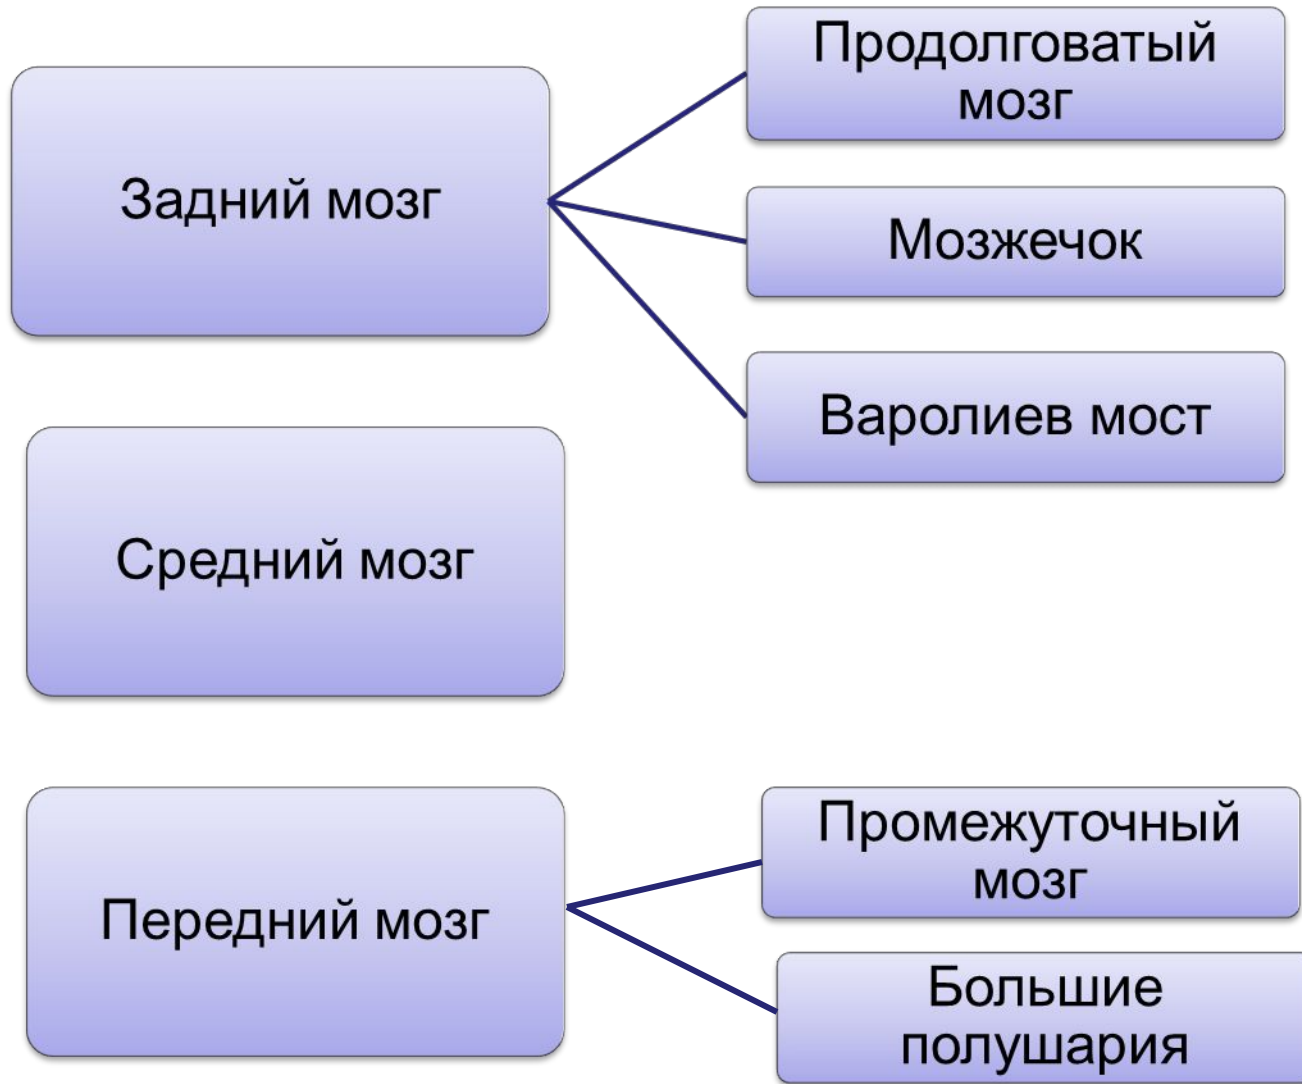 Задний мозг
Продолговатый
мозг
Мозжечок
Варолиев мост
Средний мозг
Передний мозг
Промежуточный
мозг
Большие
полушария